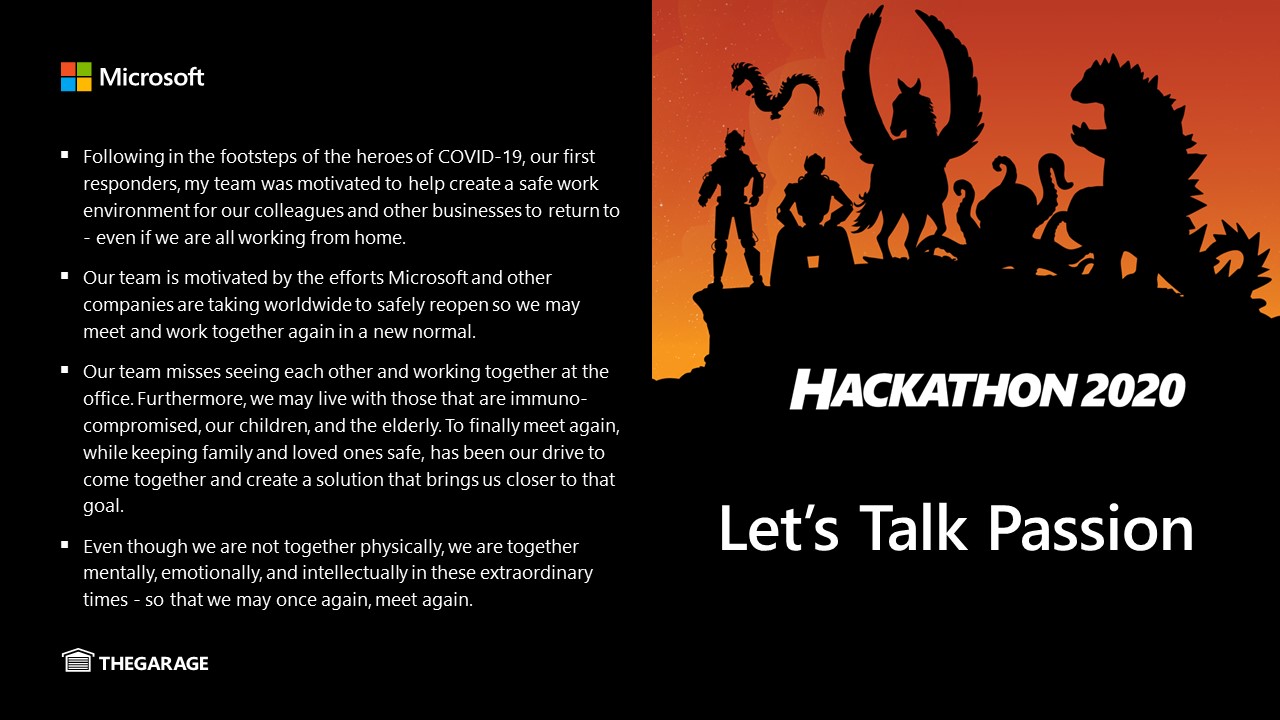 Microsoft
▪ Following in the footsteps of the heroes of COVID-19, our first
responders, my team was motivated to help create a safe work
environment for our colleagues and other businesses to return to
- even if we are all working from home.
▪ Our team is motivated by the efforts Microsoft and other
companies are taking worldwide to safely reopen so we may
meet and work together again in a new normal.
▪ Our team misses seeing each other and working together at the
office. Furthermore, we may live with those that are immuno-
compromised, our children, and the elderly. To finally meet again,
while keeping family and loved ones safe, has been our drive to
come together and create a solution that brings us closer to that
goal.
▪ Even though we are not together physically, we are together
mentally, emotionally, and intellectually in these extraordinary
times - so that we may once again, meet again.
THEGARAGE
HACKATHON 2020
Let’s Talk Passion